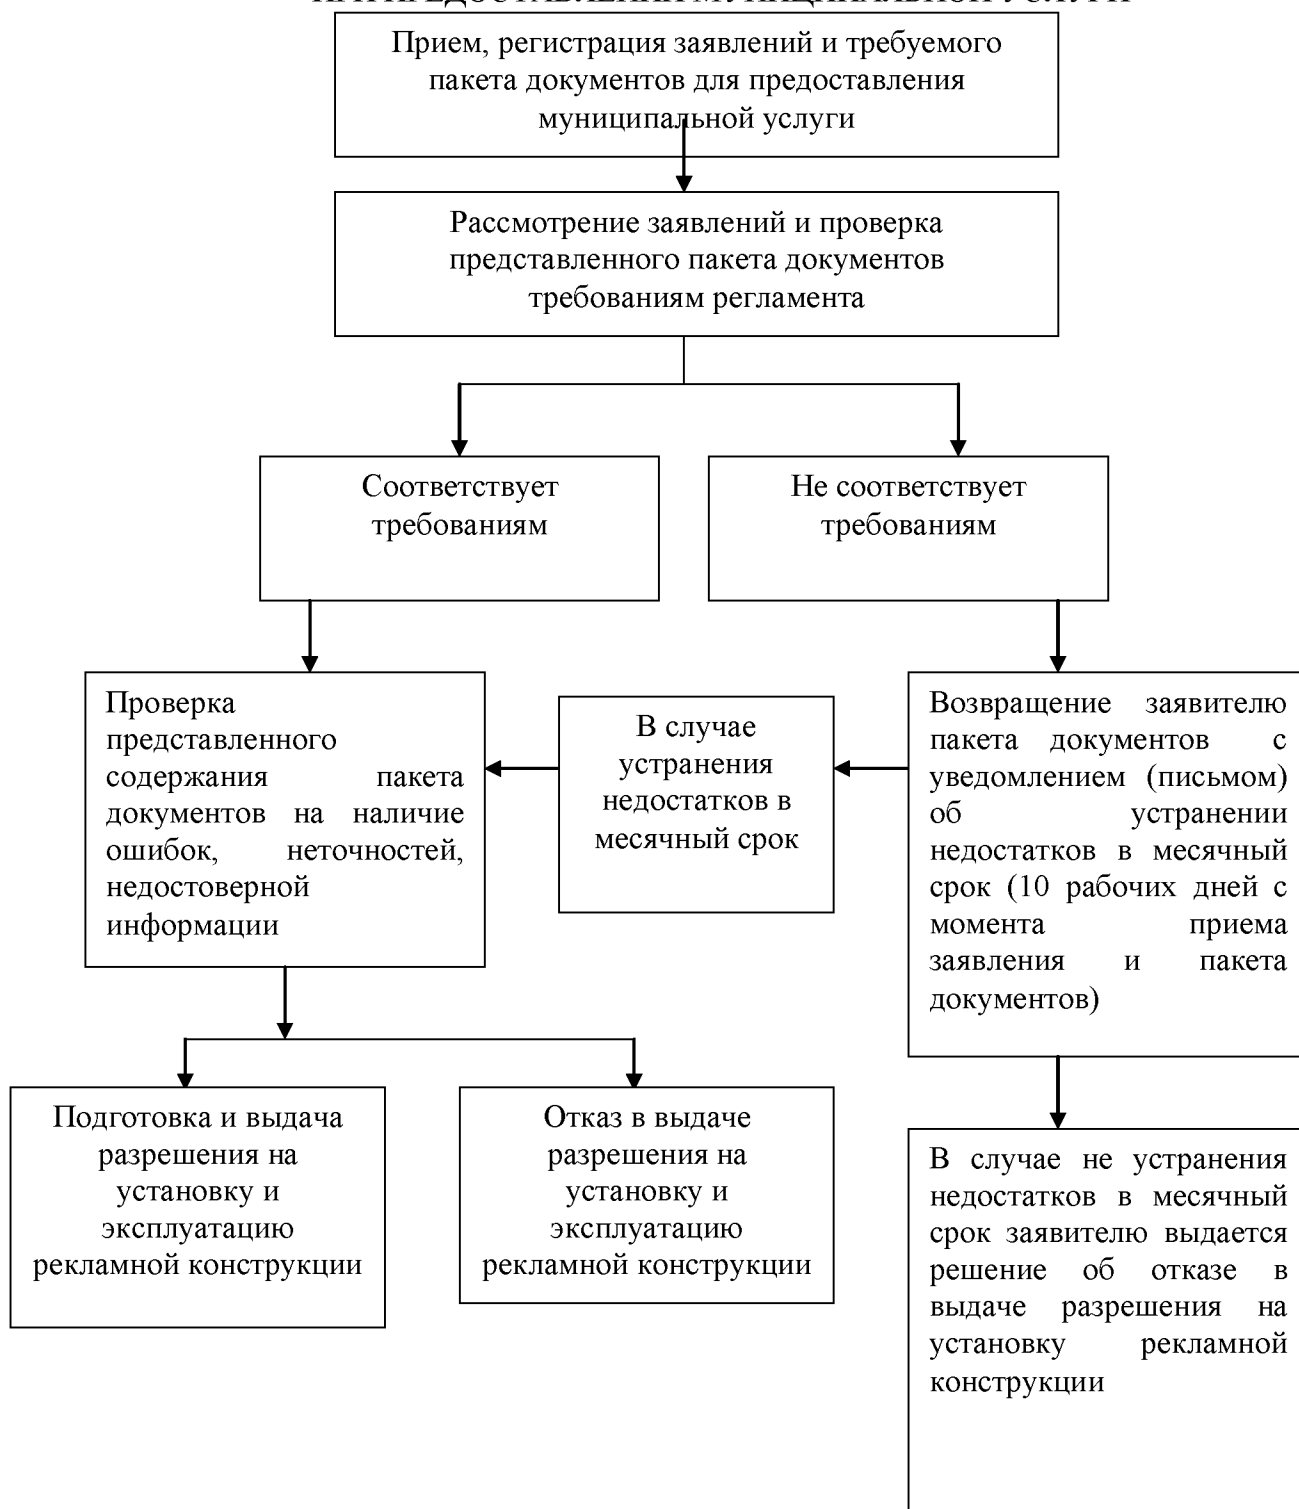 ПРИ ПРЕДОСТАВЛЕНИИ МУНИЦИПАЛЬНОЙ УСЛУГИ
Прием, регистрация заявлений и требуемого
пакета документов для предоставления
муниципальной услуги
Рассмотрение заявлений и проверка
представленного пакета документов
требованиям регламента
Соответствует
требованиям
Не соответствует
требованиям
Проверка
представленного
содержания пакета
документов на наличие
ошибок, неточностей,
недостоверной
информации
В случае
устранения
недостатков в
месячный срок
Возвращение заявителю
пакета документов с
уведомлением (письмом)
об устранении
недостатков в месячный
срок (10 рабочих дней с
момента приема
заявления и пакета
документов)
Подготовка и выдача
разрешения на
установку и
эксплуатацию
рекламной конструкции
Отказ в выдаче
разрешения на
установку и
эксплуатацию
рекламной конструкции
В случае не устранения
недостатков в месячный
срок заявителю выдается
решение об отказе в
выдаче разрешения на
установку рекламной
конструкции